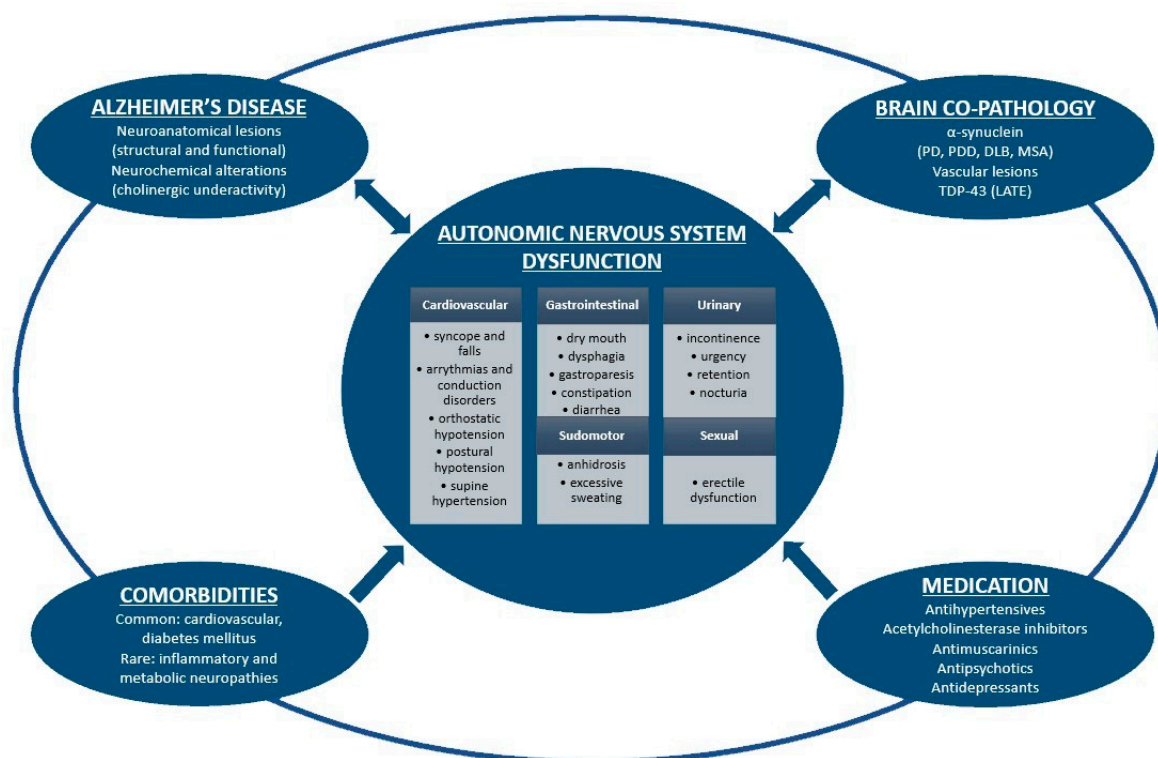 ALZHEIMER'S DISEASE
Neuroanatomical lesions
(structural and functional)
Neurochemical alterations
(cholinergic underactivity)
BRAIN CO-PATHOLOGY
α-synuclein
(PD, PDD, DLB, MSA)
Vascular lesions
TDP-43 (LATE)
AUTONOMIC NERVOUS SYSTEM
DYSFUNCTION
Cardiovascular
• syncope and
falls
• arrythmias and
conduction
disorders
• orthostatic
hypotension
• postural
hypotension
• supine
hypertension
Gastrointestinal
• dry mouth
• dysphagia
• gastroparesis
• constipation
• diarrhea
Urinary
• incontinence
• urgency
• retention
• nocturia
Sudomotor
• anhidrosis
• excessive
sweating
Sexual
• erectile
dysfunction
COMORBIDITIES
Common: cardiovascular,
diabetes mellitus
Rare: inflammatory and
metabolic neuropathies
MEDICATION
Antihypertensives
Acetylcholinesterase inhibitors
Antimuscarinics
Antipsychotics
Antidepressants